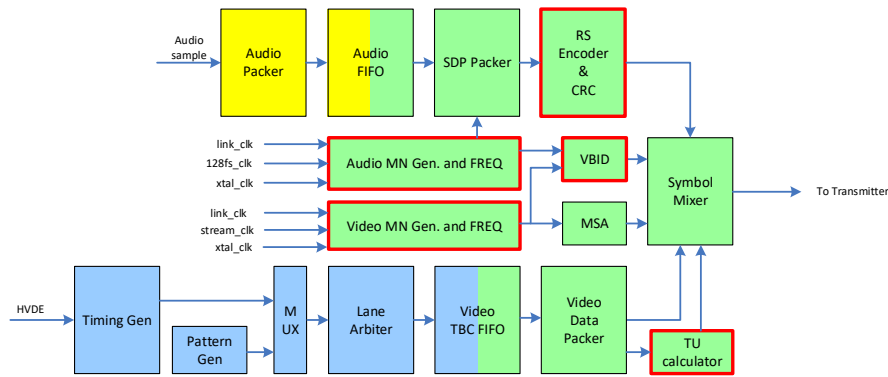 Audio
sample
Audio
Packer
Audio
FIFO
SDP Packer
RS
Encoder
&
CRC
link_clk
128fs_clk
xtal_clk
Audio MN Gen. and FREQ
VBID
link_clk
stream_clk
xtal_clk
Video MN Gen. and FREQ
MSA
Symbol
Mixer
To Transmitter
HVDE
Timing Gen
Pattern
Gen
M
UX
Lane
Arbiter
Video
TBC FIFO
Video
Data
Packer
TU
calculator